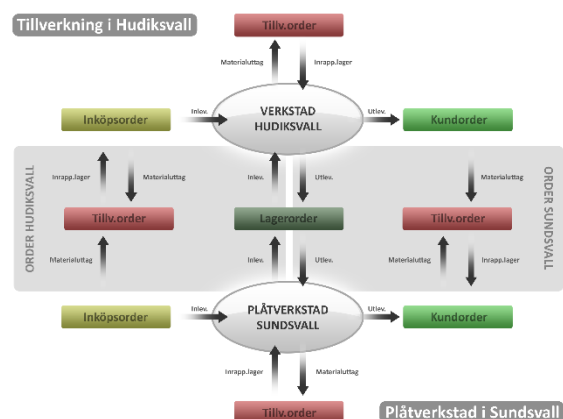 Tillverkning i Hudiksvall
Tillv.order
Materialuttag
Inrapp.lager
Inköpsorder
Inlev.
VERKSTAD
HUDIKSVALL
Utlev.
Kundorder
ORDER HUDIKSVALL
Inrapp.lager
Materialuttag
Inlev.
Utlev.
Materialuttag
ORDER SUNDSVALL
Tillv.order
Lagerorder
Tillv.order
Materialuttag
Inlev.
Utlev.
Materialuttag
Inrapp.lager
Inköpsorder
Inlev.
PLÅTVERKSTAD
SUNDSVALL
Utlev.
Kundorder
Inrapp.lager
Materialuttag
Tillv.order
Plåtverkstad i Sundsvall